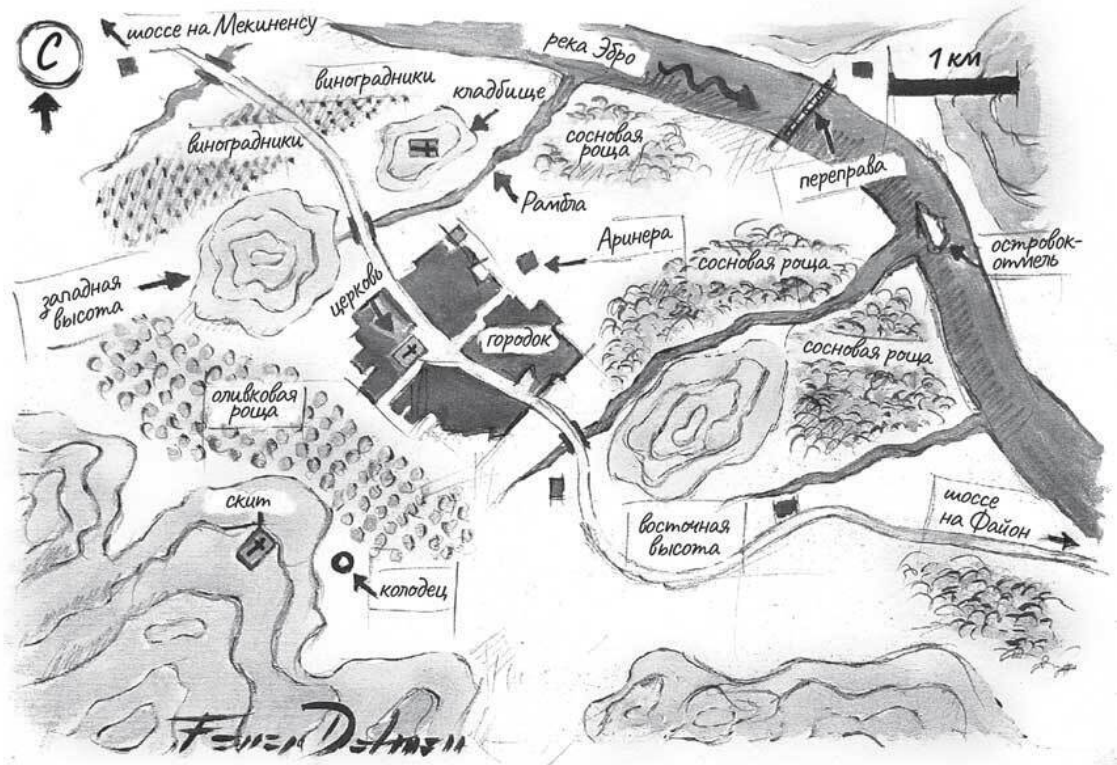 С
шоссе на Мекиненсу
река Эбро
1 км
виноградники
кладбище
виноградники
сосновая
роща
переправа
Рамбла
Аринера
островок-
отмель
сосновая роща
западная
высота
церковь
городок
сосновая роща
оливковая
роща
скит
восточная
высота
шоссе
на Файон
колодец